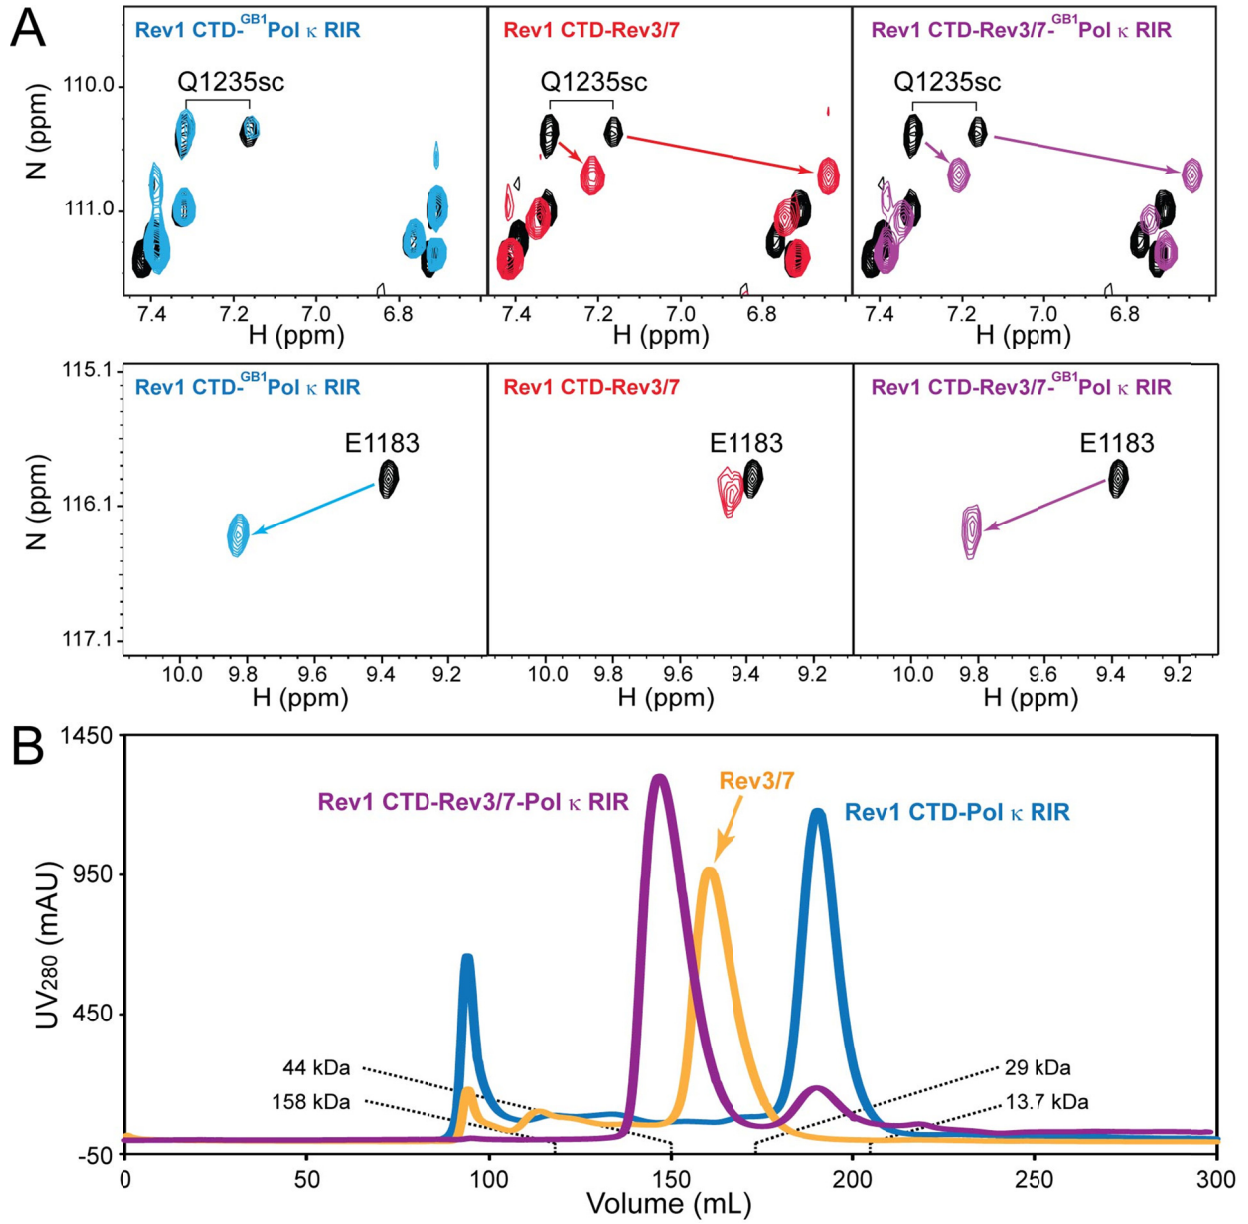 A
Rev1 CTD-GB1Pol κ RIR
Rev1 CTD-Rev3/7
Rev1 CTD-Rev3/7-GB1Pol κ RIR
Q1235sc
Q1235sc
Q1235sc
N (ppm)
110.0
111.0
7.4 7.2 7.0 6.8
7.4 7.2 7.0 6.8
7.4 7.2 7.0 6.8
H (ppm)
H (ppm)
H (ppm)
Rev1 CTD-GB1Pol κ RIR
Rev1 CTD-Rev3/7
Rev1 CTD-Rev3/7-GB1Pol κ RIR
E1183
E1183
E1183
N (ppm)
115.1
116.1
117.1
10.0 9.8 9.6 9.4 9.2
10.0 9.8 9.6 9.4 9.2
10.0 9.8 9.6 9.4 9.2
H (ppm)
H (ppm)
H (ppm)
B
1450
950
450
-50
UV280 (mAU)
Rev1 CTD-Rev3/7-Pol κ RIR
Rev3/7
Rev1 CTD-Pol κ RIR
44 kDa
158 kDa
29 kDa
13.7 kDa
0 50 100 150 200 250 300
Volume (mL)